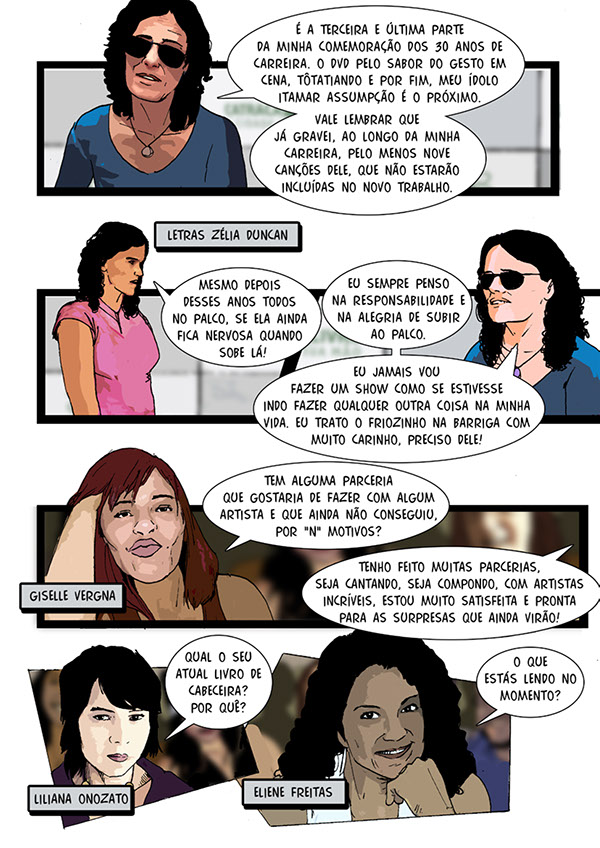 É A TERCEIRA E ÚLTIMA PARTE
DA MINHA COMEMORAÇÃO DOS 30 ANOS DE
CARREIRA. O DVD PELO SABOR DO GESTO EM
CENA, TÔTATIANDO E POR FIM, MEU ÍDOLO
ITAMAR ASSUMPÇÃO É O PRÓXIMO.
VALE LEMBRAR QUE
JÁ GRAVEI, AO LONGO DA MINHA
CARREIRA, PELO MENOS NOVE
CANÇÕES DELE, QUE NÃO ESTARÃO
INCLUÍDAS NO NOVO TRABALHO.
LETRAS ZÉLIA DUNCAN
MESMO DEPOIS
DESSES ANOS TODOS
NO PALCO, SE ELA AINDA
FICA NERVOSA QUANDO
SOBE LÁ!
EU SEMPRE PENSO
NA RESPONSABILIDADE E
NA ALEGRIA DE SUBIR
AO PALCO.
EU JAMAIS VOU
FAZER UM SHOW COMO SE ESTIVESSE
INDO FAZER QUALQUER OUTRA COISA NA MINHA
VIDA. EU TRATO O FRIOZINHO NA BARRIGA COM
MUITO CARINHO, PRECISO DELE!
TEM ALGUMA PARCERIA
QUE GOSTARIA DE FAZER COM ALGUM
ARTISTA E QUE AINDA NÃO CONSEGUIU,
POR "N" MOTIVOS?
GISELLE VERGNA
TENHO FEITO MUITAS PARCERIAS,
SEJA CANTANDO, SEJA COMPONDO, COM ARTISTAS
INCRÍVEIS, ESTOU MUITO SATISFEITA E PRONTA
PARA AS SURPRESAS QUE AINDA VIRÃO!
QUAL O SEU
ATUAL LIVRO DE
CABECEIRA?
POR QUÊ?
LILIANA ONOZATO
O QUE
ESTÁS LENDO NO
MOMENTO?
ELIENE FREITAS